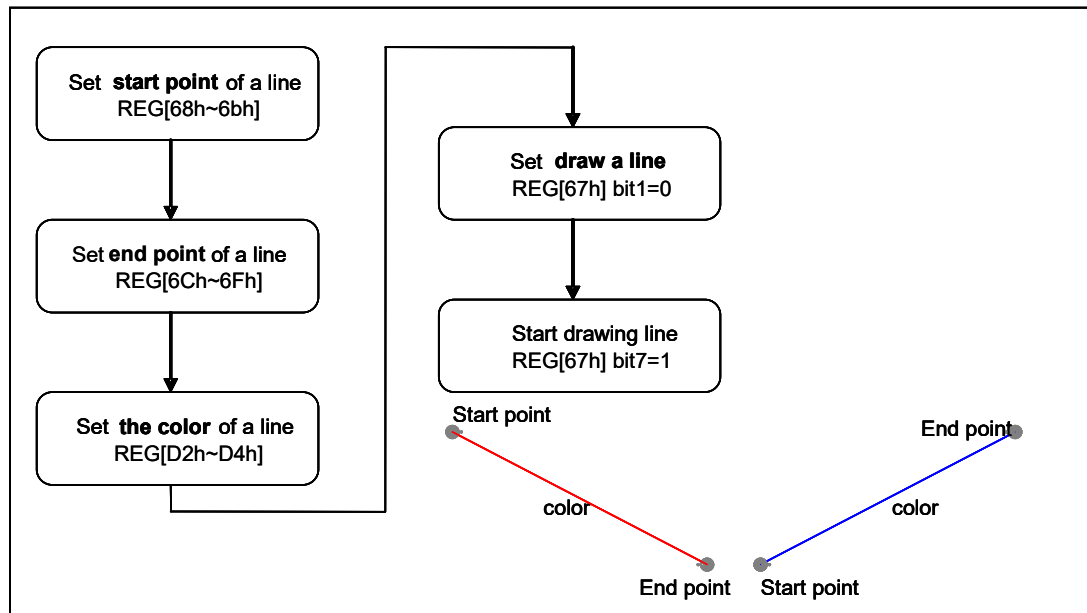 Set start point of a line
REG[68h~6bh]
Set end point of a line
REG[6Ch~6Fh]
Set the color of a line
REG[D2h~D4h]
Set draw a line
REG[67h] bit1=0
Start drawing line
REG[67h] bit7=1
Start point
color
End point
End point
color
Start point